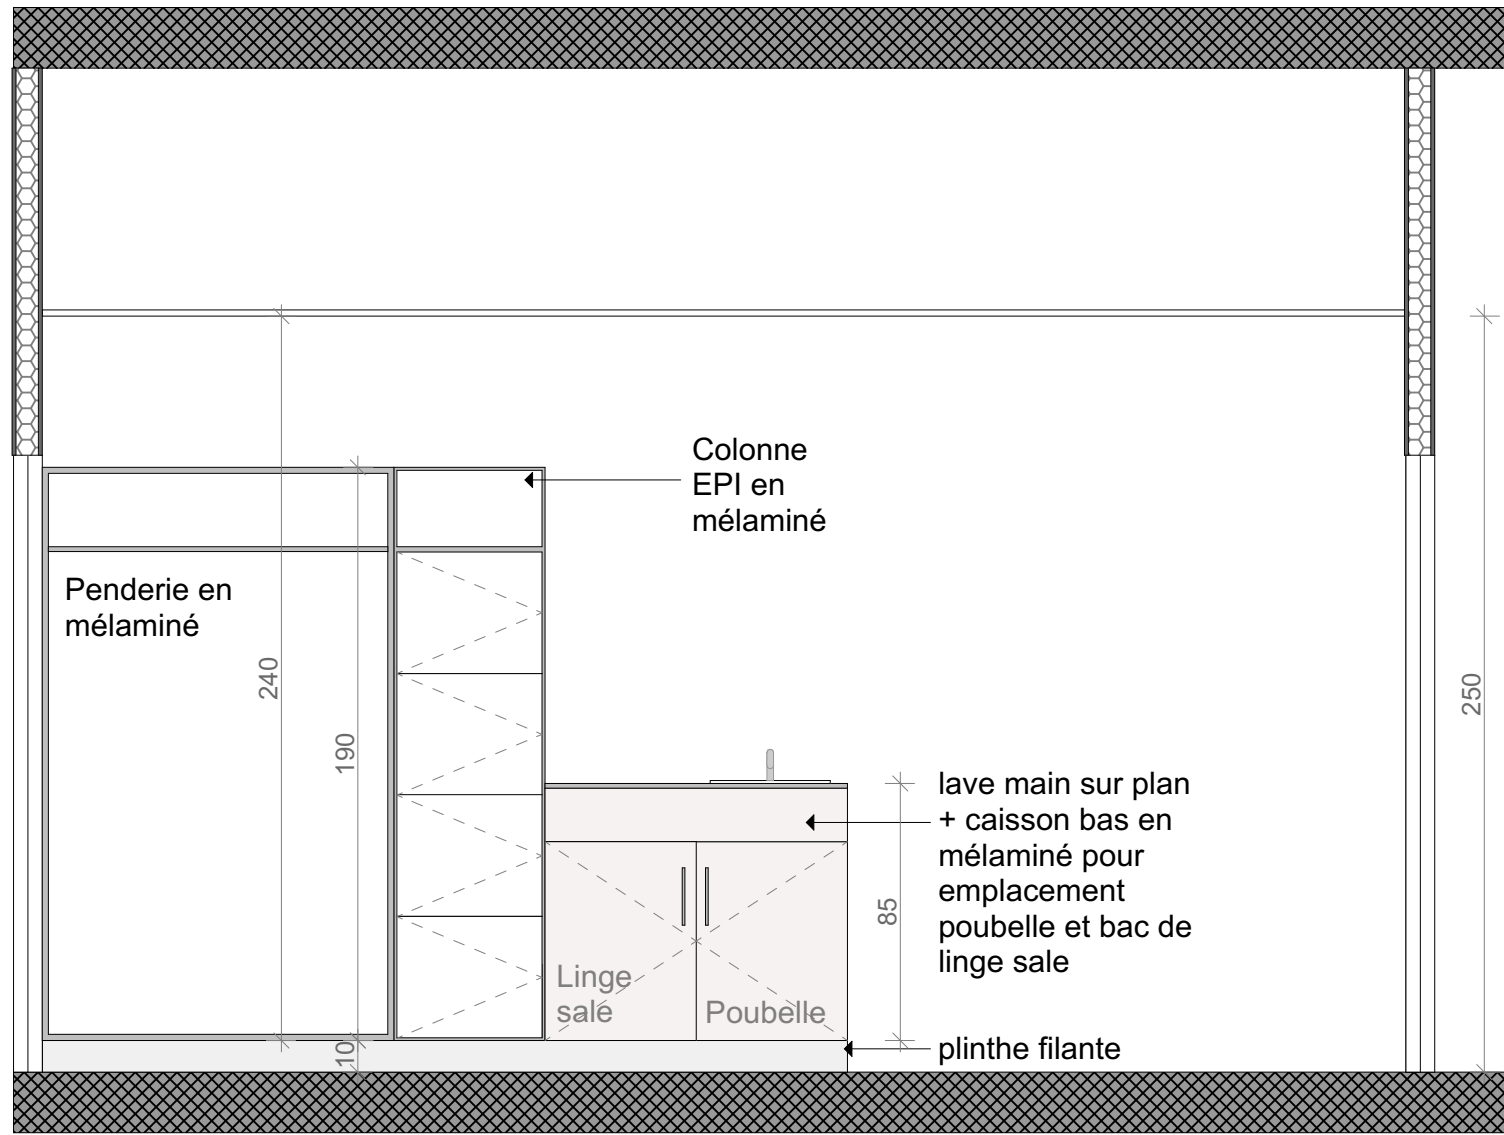 Colonne
EPI en
mélaminé
Penderie en
mélaminé
240
190
250
lave main sur plan
+ caisson bas en
mélaminé pour
emplacement
poubelle et bac de
linge sale
85
Linge
sale
Poubelle
plinthe filante
10